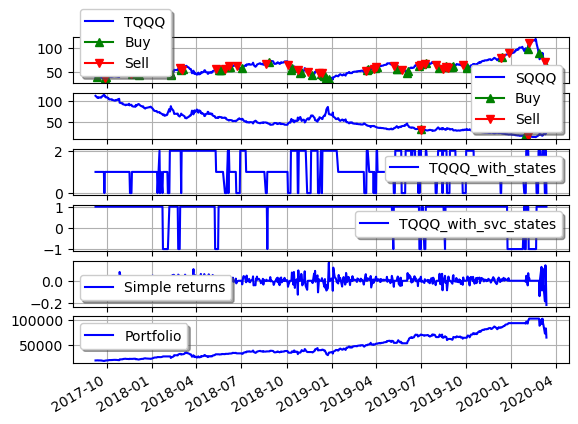 TQQQ
Buy
Sell
100
50
SQQQ
Buy
Sell
100
50
2
0
TQQQ_with_states
1
0
−1
TQQQ_with_svc_states
0.0
−0.2
Simple returns
100000
50000
Portfolio
2017-10
2018-01
2018-04
2018-07
2018-10
2019-01
2019-04
2019-07
2019-10
2020-01
2020-04